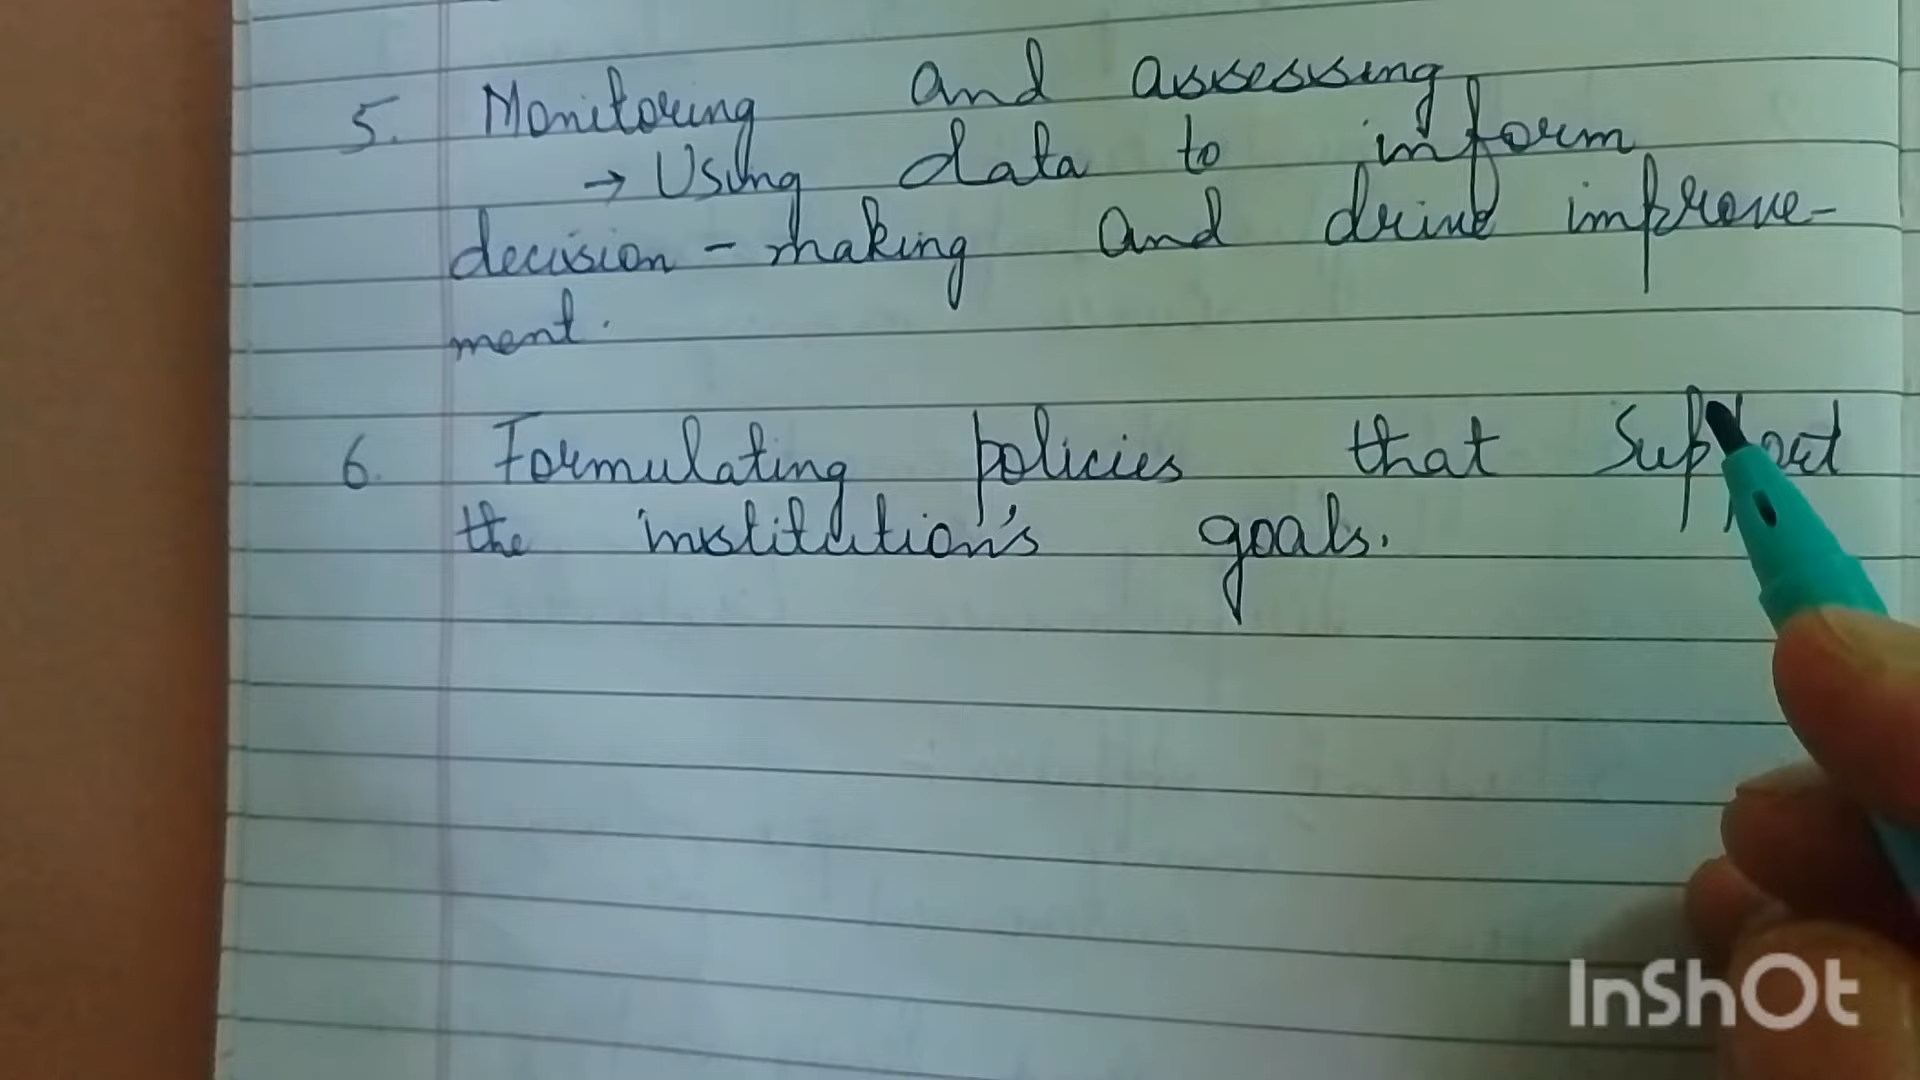 5. Monitoring and assessing
→ Using data to inform
decision - making and drive improve-
ment.
6. Formulating policies that support
the institution's goals.
InShOt